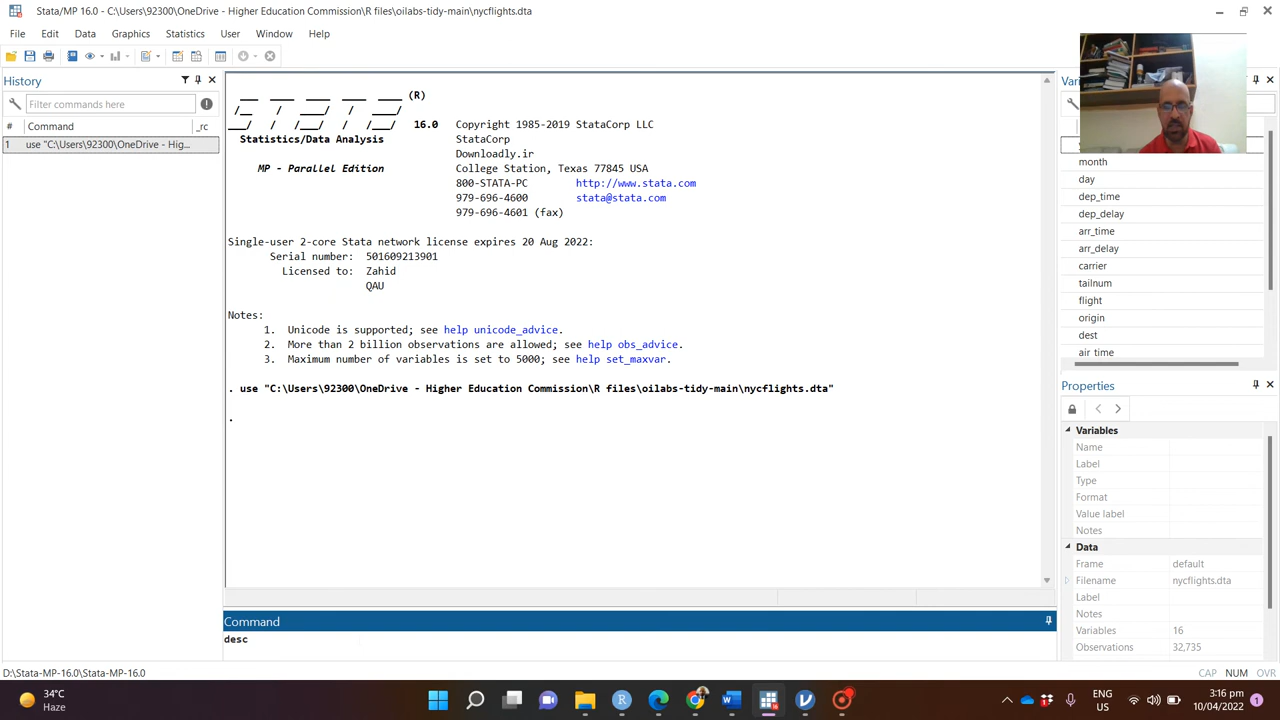 Stata/MP 16.0 - C:\Users\92300\OneDrive - Higher Education Commission\R files\oilabs-tidy-main\nycflights.dta
File Edit Data Graphics Statistics User Window Help
History
Filter commands here
# Command _rc
1 use "C:\Users\92300\OneDrive - Hig...
(R)
16.0 Copyright 1985-2019 StataCorp LLC
Statistics/Data Analysis StataCorp
Downloadly.ir
MP - Parallel Edition College Station, Texas 77845 USA
800-STATA-PC http://www.stata.com
979-696-4600 stata@stata.com
979-696-4601 (fax)
Single-user 2-core Stata network license expires 20 Aug 2022:
Serial number: 501609213901
Licensed to: Zahid
QAU
Notes:
1. Unicode is supported; see help unicode_advice.
2. More than 2 billion observations are allowed; see help obs_advice.
3. Maximum number of variables is set to 5000; see help set_maxvar.
. use "C:\Users\92300\OneDrive - Higher Education Commission\R files\oilabs-tidy-main\nycflights.dta"
.
Command
desc
month
day
dep_time
dep_delay
arr_time
arr_delay
carrier
tailnum
flight
origin
dest
air time
Properties
Variables
Name
Label
Type
Format
Value label
Notes
Data
Frame default
Filename nycflights.dta
Label
Notes
Variables 16
Observations 32,735
D:\Stata-MP-16.0\Stata-MP-16.0
CAP NUM OVR
34°C
Haze
ENG
US
3:16 pm
10/04/2022
1